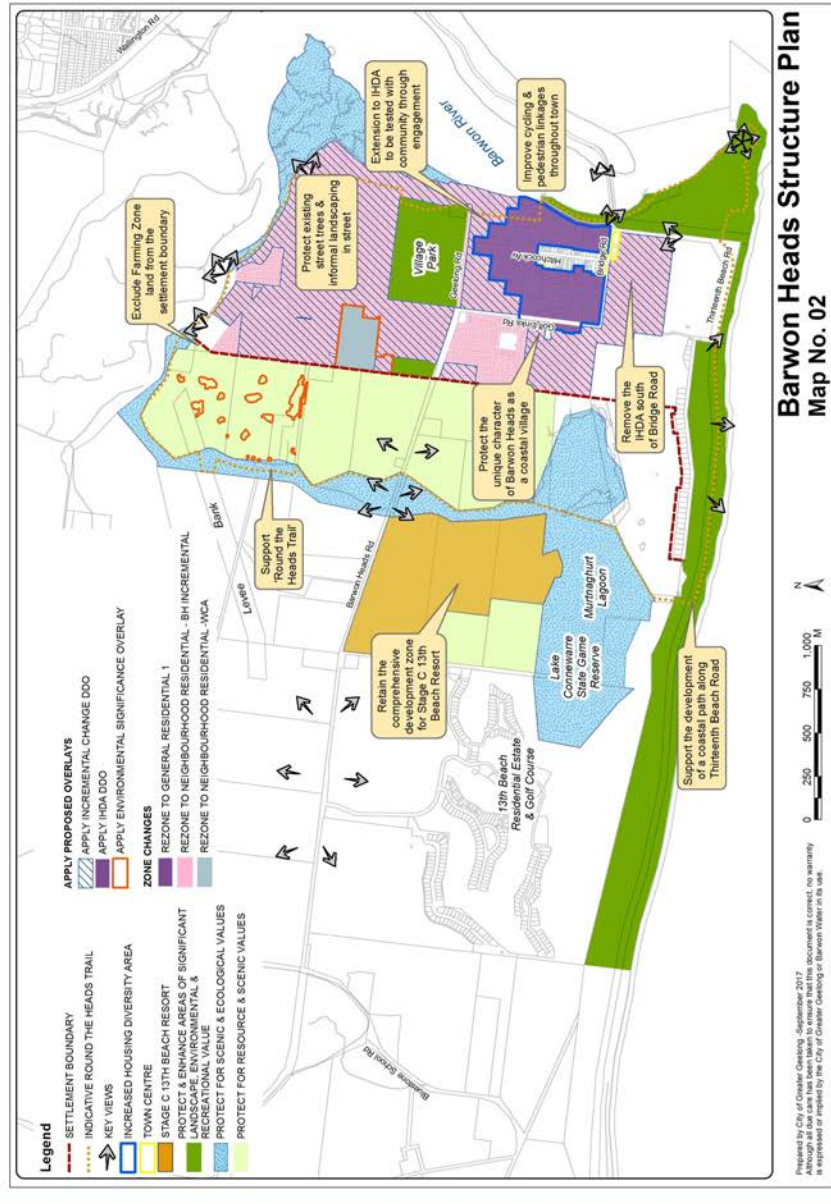 Legend
SETTLEMENT BOUNDARY
INDICATIVE ROUND THE HEADS TRAIL
KEY VIEWS
INCREASED HOUSING DIVERSITY AREA
TOWN CENTRE
STAGE C 13TH BEACH RESORT
PROTECT & ENHANCE AREAS OF SIGNIFICANT
LANDSCAPE, ENVIRONMENTAL &
RECREATIONAL VALUE
PROTECT FOR SCENIC & ECOLOGICAL VALUES
PROTECT FOR RESOURCE & SCENIC VALUES
APPLY PROPOSED OVERLAYS
APPLY INCREMENTAL CHANGE DDO
APPLY IHDA DDO
APPLY ENVIRONMENTAL SIGNIFICANCE OVERLAY
ZONE CHANGES
REZONE TO GENERAL RESIDENTIAL 1
REZONE TO NEIGHBOURHOOD RESIDENTIAL - BH INCREMENTAL
REZONE TO NEIGHBOURHOOD RESIDENTIAL -WCA
Wallington Rd
Exclude Farming Zone
land from the
settlement boundary
Protect existing
street trees &
informal landscaping
in street
Extension to IHDA
to be tested with
community through
engagement
Barwon River
Improve cycling &
pedestrian linkages
throughout town
Village
Park
Geelong Rd
Hitchcock Av
Bridge Rd
Golf Links Rd
Bank
Levee
Support
'Round the
Heads Trail'
Barwon Heads Rd
Protect the
unique character
of Barwon Heads as
a coastal village
Remove the
IHDA south
of Bridge Road
Thirteenth Beach Rd
Retain the
comprehensive
development zone
for Stage C 13th
Beach Resort
Lake
Connewarre
State Game
Reserve
Murtnaghurt
Lagoon
13th Beach
Residential Estate
& Golf Course
Bluestone School Rd
Support the development
of a coastal path along
Thirteenth Beach Road
Prepared by City of Greater Geelong -September 2017
Although all due care has been taken to ensure that this document is correct, no warranty
is expressed or implied by the City of Greater Geelong or Barwon Water in its use.
0 250 500 750 1,000
M
N
Barwon Heads Structure Plan
Map No. 02